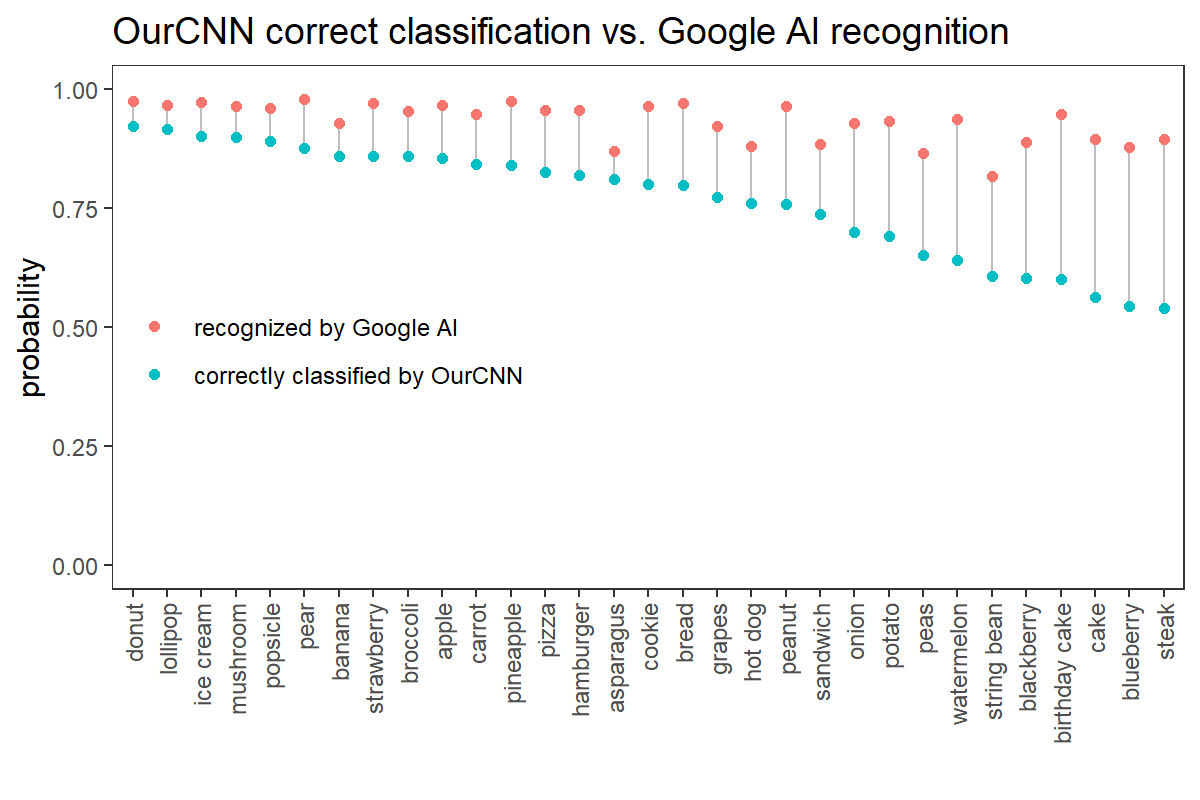 OurCNN correct classification vs. Google AI recognition
probability
1.00
0.75
0.50
0.25
0.00
recognized by Google AI
correctly classified by OurCNN
donut
lollipop
ice cream
mushroom
popsicle
pear
banana
strawberry
broccoli
apple
carrot
pineapple
pizza
hamburger
asparagus
cookie
bread
grapes
hot dog
peanut
sandwich
onion
potato
peas
watermelon
string bean
blackberry
birthday cake
cake
blueberry
steak